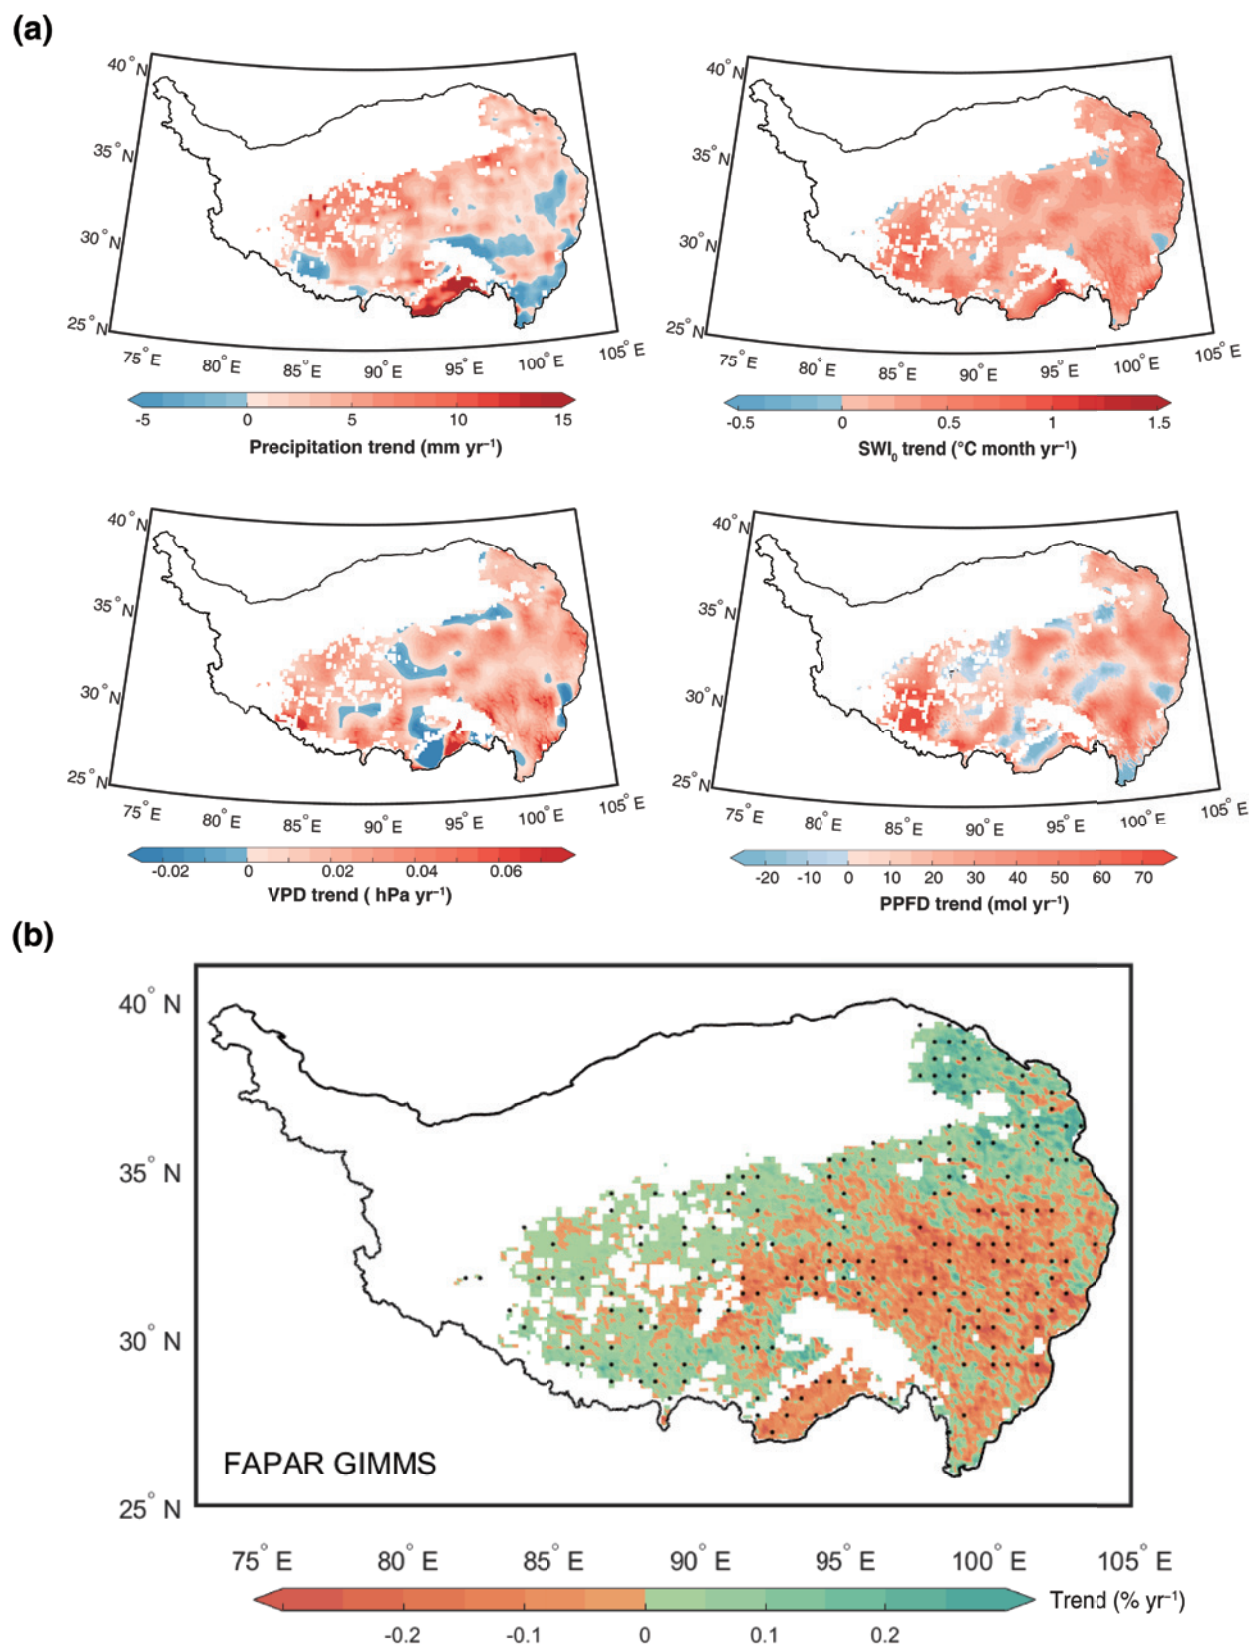 (a)
40° N
35° N
30° N
25° N
75° E 80° E 85° E 90° E 95° E 100° E 105° E
-5 0 5 10 15
Precipitation trend (mm yr⁻¹)
40° N
35° N
30° N
25° N
75° E 80° E 85° E 90° E 95° E 100° E 105° E
-0.5 0 0.5 1 1.5
SWI₀ trend (°C month yr⁻¹)
40° N
35° N
30° N
25° N
75° E 80° E 85° E 90° E 95° E 100° E 105° E
-0.02 0 0.02 0.04 0.06
VPD trend ( hPa yr⁻¹)
40° N
35° N
30° N
25° N
75° E 80° E 85° E 90° E 95° E 100° E 105° E
-20 -10 0 10 20 30 40 50 60 70
PPFD trend (mol yr⁻¹)
(b)
40° N
35° N
30° N
25° N
FAPAR GIMMS
75° E 80° E 85° E 90° E 95° E 100° E 105° E
Trend (% yr⁻¹)
-0.2 -0.1 0 0.1 0.2